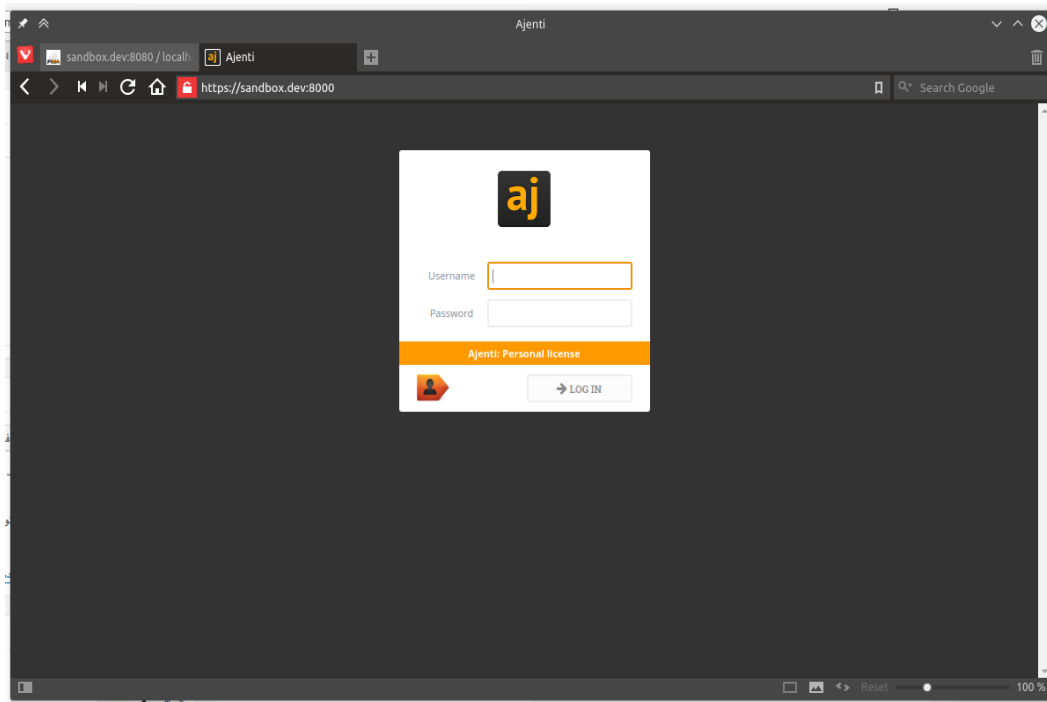 Ajenti
sandbox.dev:8080 / localh
aj Ajenti
https://sandbox.dev:8000
Search Google
aj
Username
Password
Ajenti: Personal license
LOG IN
Reset
100 %